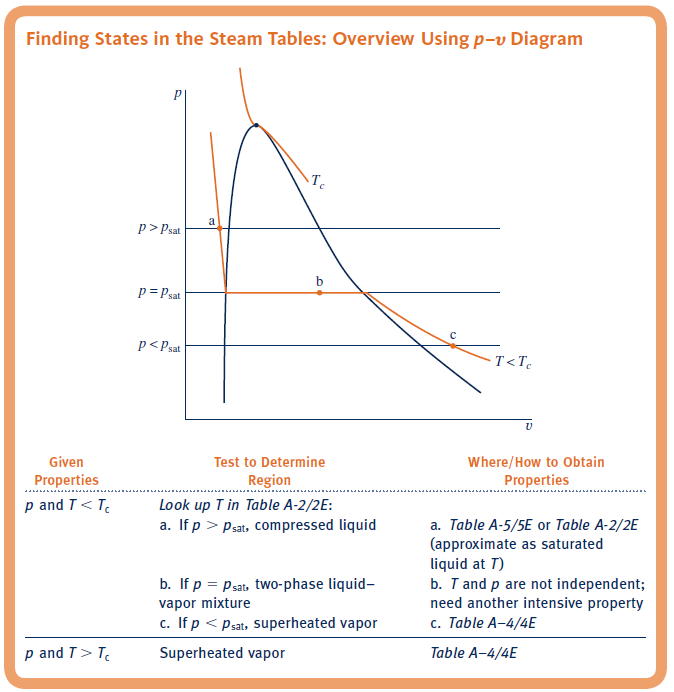 Finding States in the Steam Tables: Overview Using p–v Diagram
p
T_c
a
p > p_sat
b
p = p_sat
c
p < p_sat
T < T_c
v
Given Properties
Test to Determine Region
Where/How to Obtain Properties
p and T < T_c
Look up T in Table A-2/2E:
a. If p > p_sat, compressed liquid
a. Table A-5/5E or Table A-2/2E
(approximate as saturated
liquid at T)
b. If p = p_sat, two-phase liquid–
vapor mixture
b. T and p are not independent;
need another intensive property
c. If p < p_sat, superheated vapor
c. Table A–4/4E
p and T > T_c
Superheated vapor
Table A–4/4E